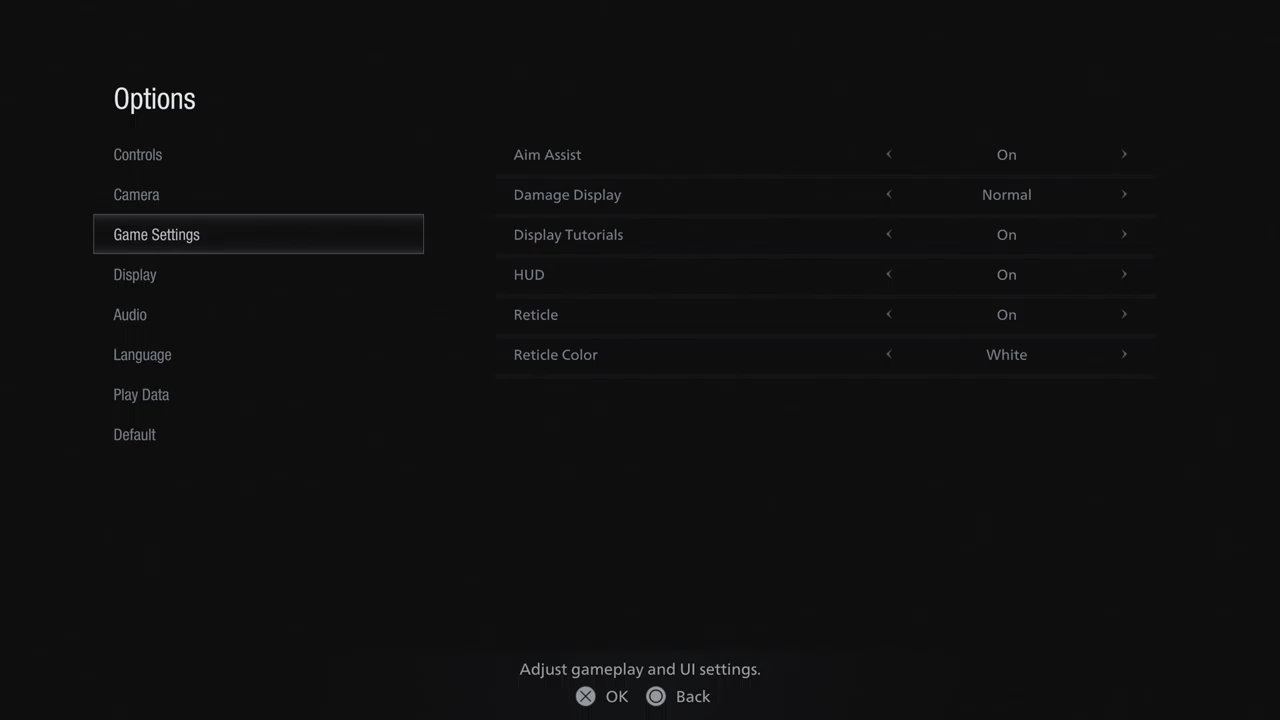 Options
Controls
Camera
Game Settings
Display
Audio
Language
Play Data
Default
Aim Assist On
Damage Display Normal
Display Tutorials On
HUD On
Reticle On
Reticle Color White
Adjust gameplay and UI settings.
OK Back